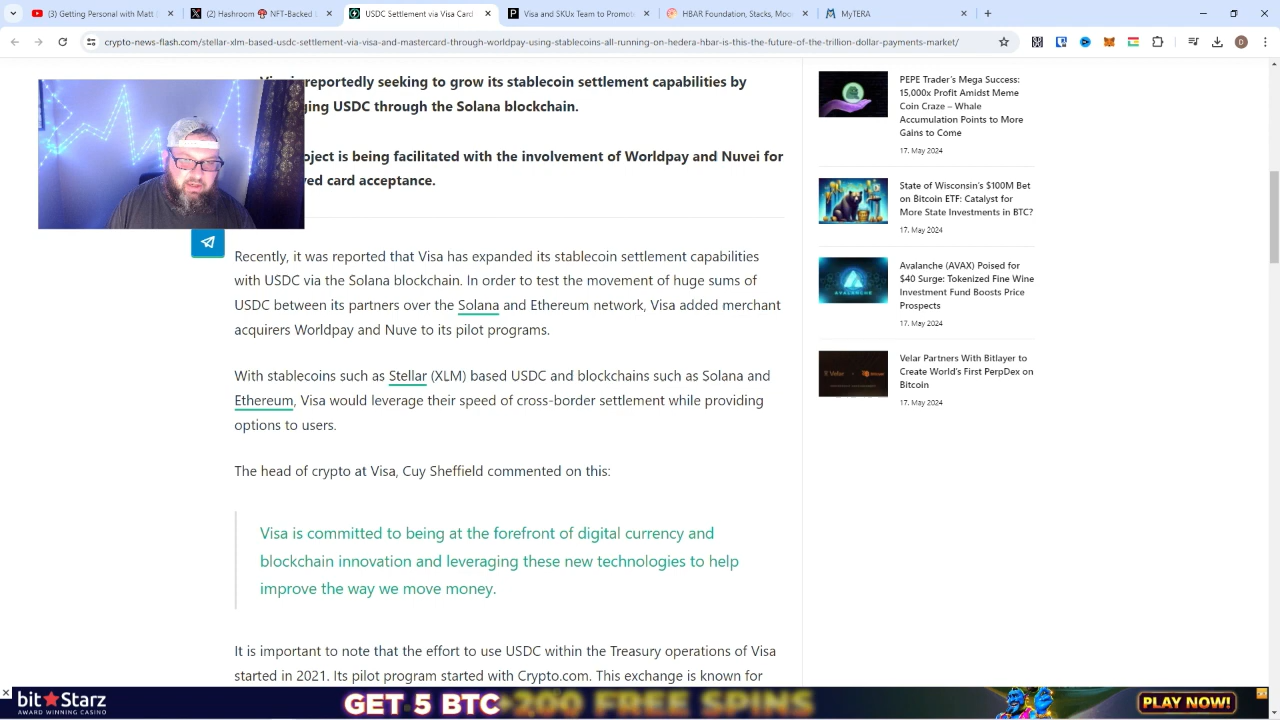 (3) Getting Personal with Matt
(2) Hashroom
NFT-Backed
USDC Settlement via Visa Card
Visa and SKUx Team to Promot
HBAR Foundation, Stacks, Moo
MyTERA
crypto-news-flash.com/stellar-xlm-based-usdc-settlement-via-visa-and-mastercard-through-worldpay-using-stablecoins-all-running-on-hedera-hbar-is-this-the-future-of-the-trillion-dollar-payments-market/
reportedly seeking to grow its stablecoin settlement capabilities by
USDC through the Solana blockchain.
is being facilitated with the involvement of Worldpay and Nuvei for
card acceptance.
Recently, it was reported that Visa has expanded its stablecoin settlement capabilities
with USDC via the Solana blockchain. In order to test the movement of huge sums of
USDC between its partners over the Solana and Ethereum network, Visa added merchant
acquirers Worldpay and Nuve to its pilot programs.
With stablecoins such as Stellar (XLM) based USDC and blockchains such as Solana and
Ethereum, Visa would leverage their speed of cross-border settlement while providing
options to users.
The head of crypto at Visa, Cuy Sheffield commented on this:
Visa is committed to being at the forefront of digital currency and
blockchain innovation and leveraging these new technologies to help
improve the way we move money.
It is important to note that the effort to use USDC within the Treasury operations of Visa
started in 2021. Its pilot program started with Crypto.com. This exchange is known for
PEPE Trader's Mega Success:
15,000x Profit Amidst Meme
Coin Craze – Whale
Accumulation Points to More
Gains to Come
17. May 2024
State of Wisconsin's $100M Bet
on Bitcoin ETF: Catalyst for
More State Investments in BTC?
17. May 2024
AVALANCHE
Avalanche (AVAX) Poised for
$40 Surge: Tokenized Fine Wine
Investment Fund Boosts Price
Prospects
17. May 2024
Velar Partners With Bitlayer to
Create World's First PerpDex on
Bitcoin
17. May 2024
bitStarz
AWARD WINNING CASINO
GET 5 BTC
PLAY NOW!